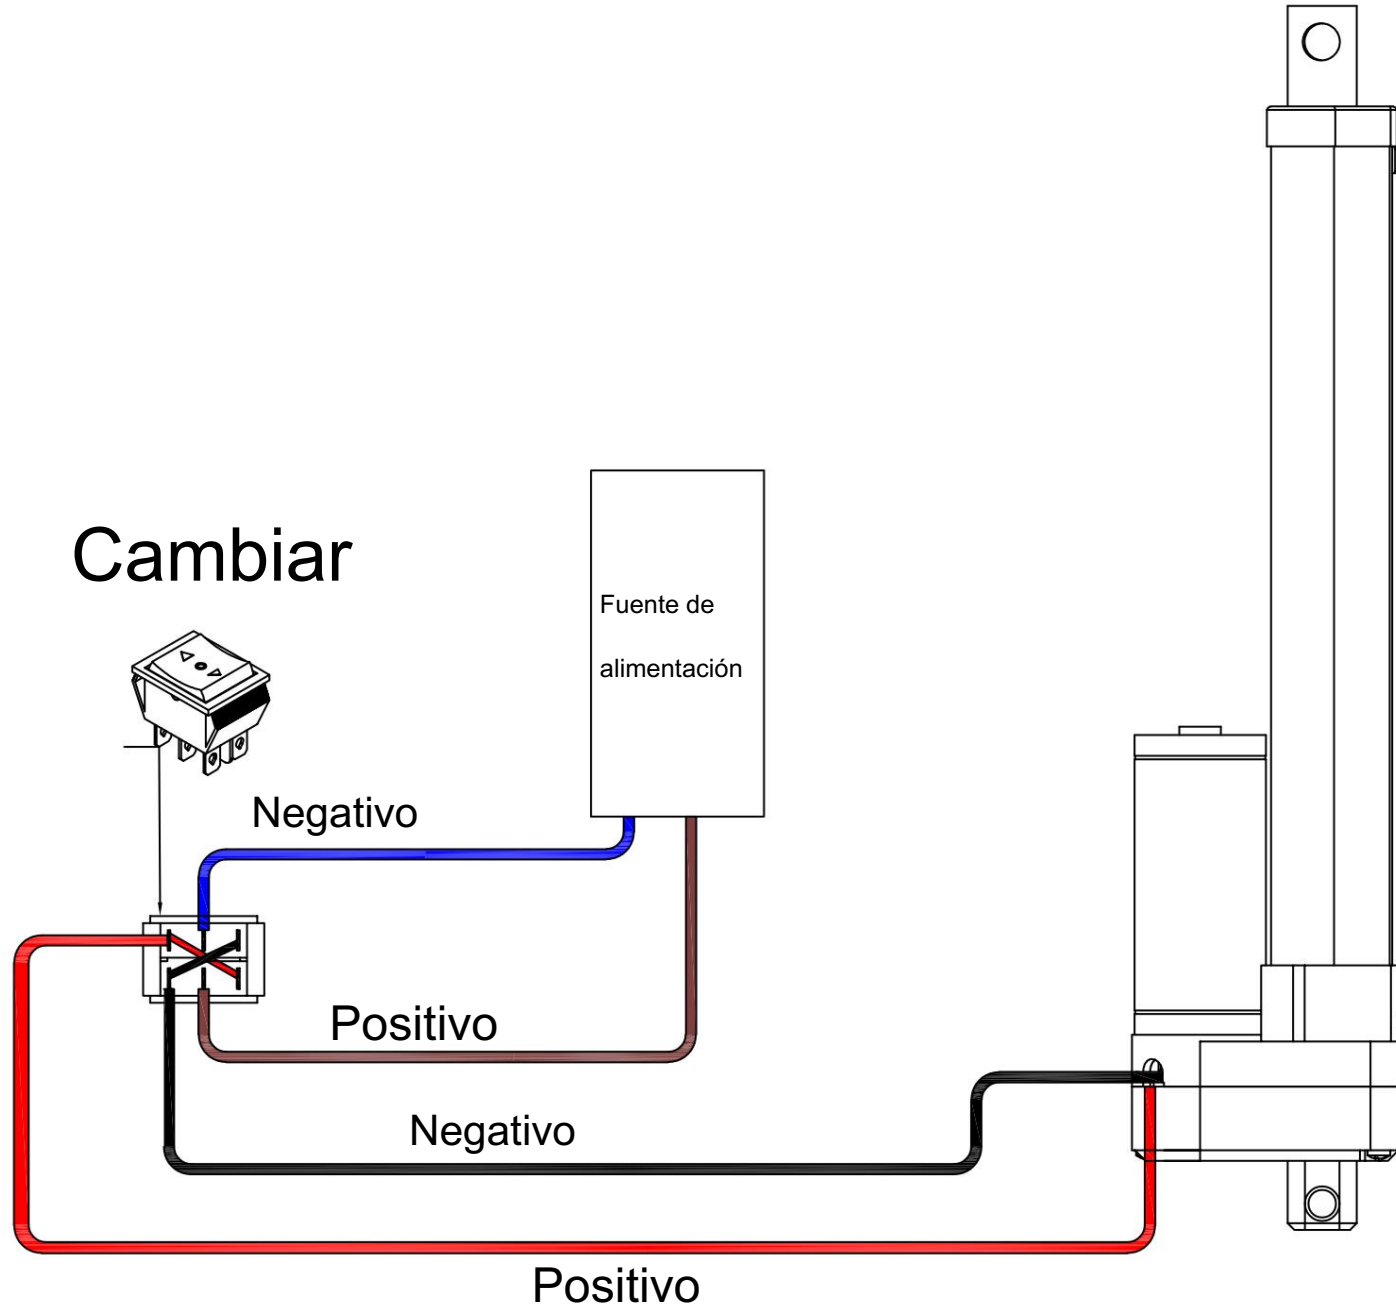 Cambiar
Fuente de
alimentación
Negativo
Positivo
Negativo
Positivo